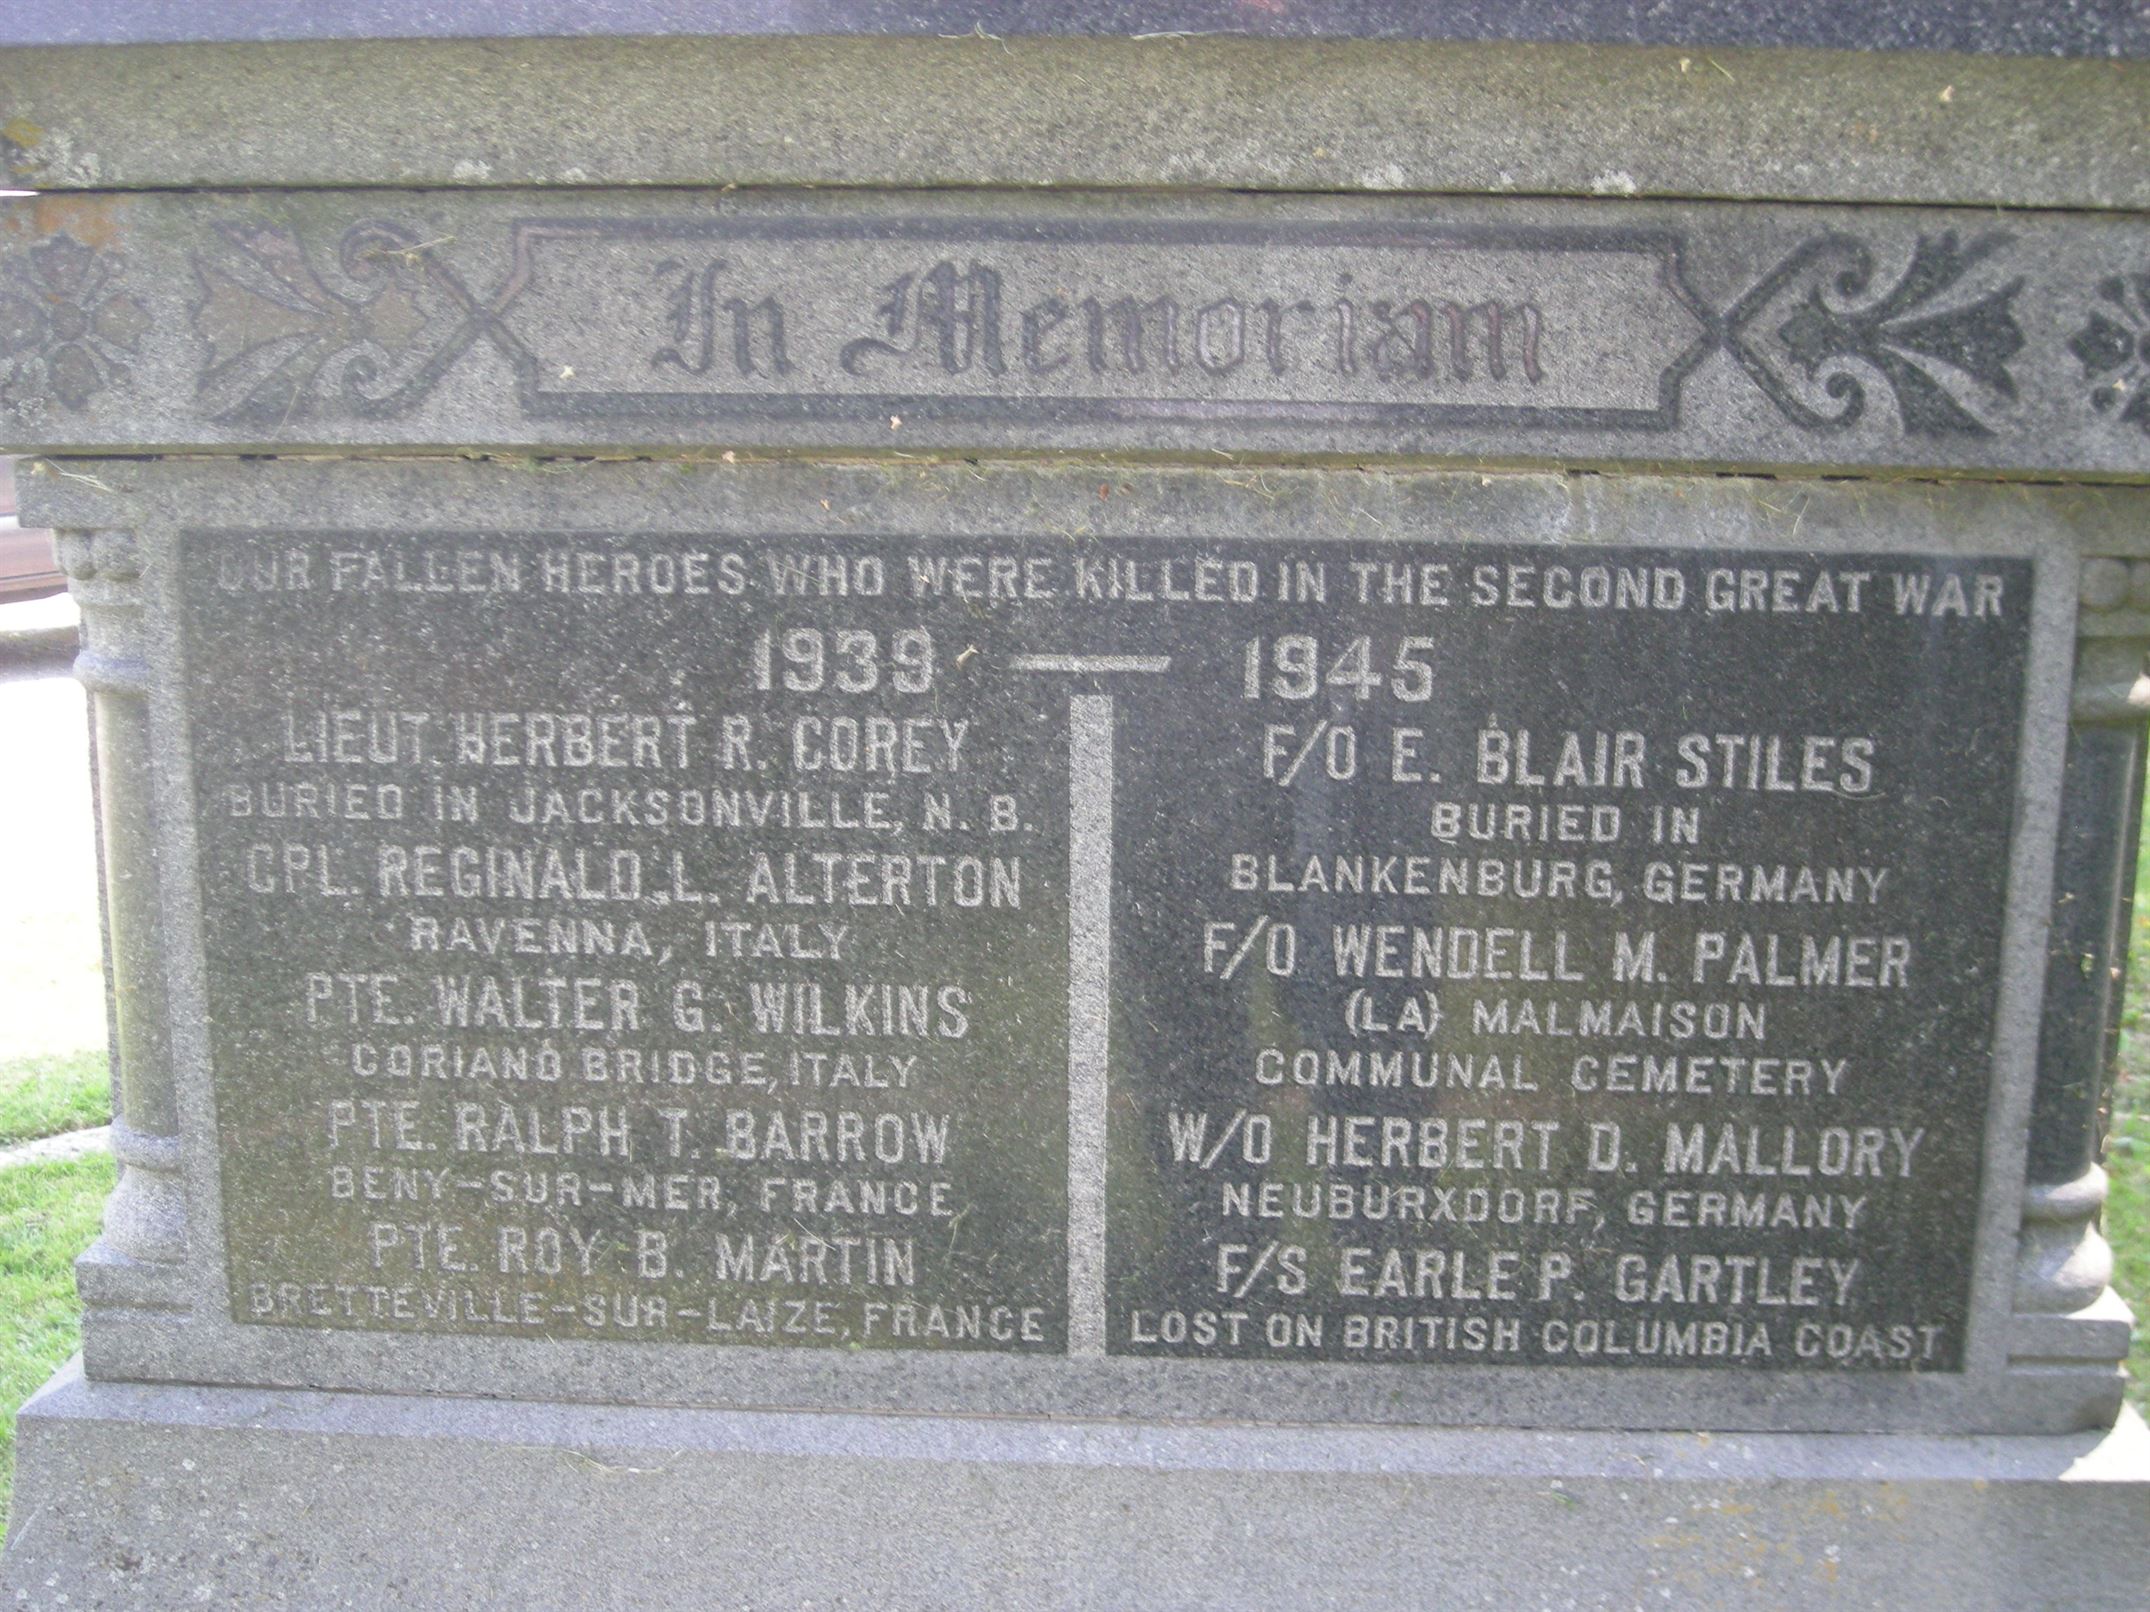 In Memoriam
OUR FALLEN HEROES WHO WERE KILLED IN THE SECOND GREAT WAR
1939 — 1945
LIEUT HERBERT R. COREY
BURIED IN JACKSONVILLE, N. B.
CPL. REGINALD L. ALTERTON
RAVENNA, ITALY
PTE. WALTER G. WILKINS
CORIANO BRIDGE, ITALY
PTE. RALPH T. BARROW
BENY-SUR-MER, FRANCE
PTE. ROY B. MARTIN
BRETTEVILLE-SUR-LAIZE, FRANCE
F/O E. BLAIR STILES
BURIED IN
BLANKENBURG, GERMANY
F/O WENDELL M. PALMER
(LA) MALMAISON
COMMUNAL CEMETERY
W/O HERBERT D. MALLORY
NEUBURXDORF, GERMANY
F/S EARLE P. GARTLEY
LOST ON BRITISH COLUMBIA COAST